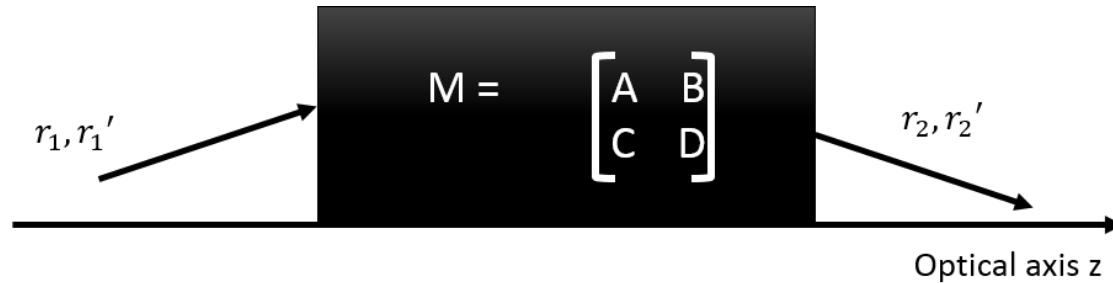 M = [A B
C D]
r₁, r₁′
r₂, r₂′
Optical axis z